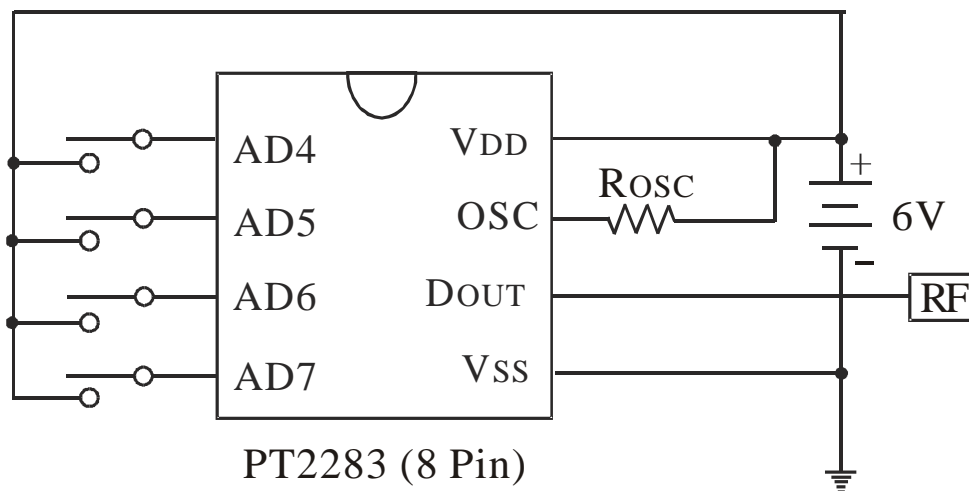 AD4
VDD
ROSC
+
AD5
OSC
6V
-
AD6
DOUT
RF
AD7
VSS
PT2283 (8 Pin)